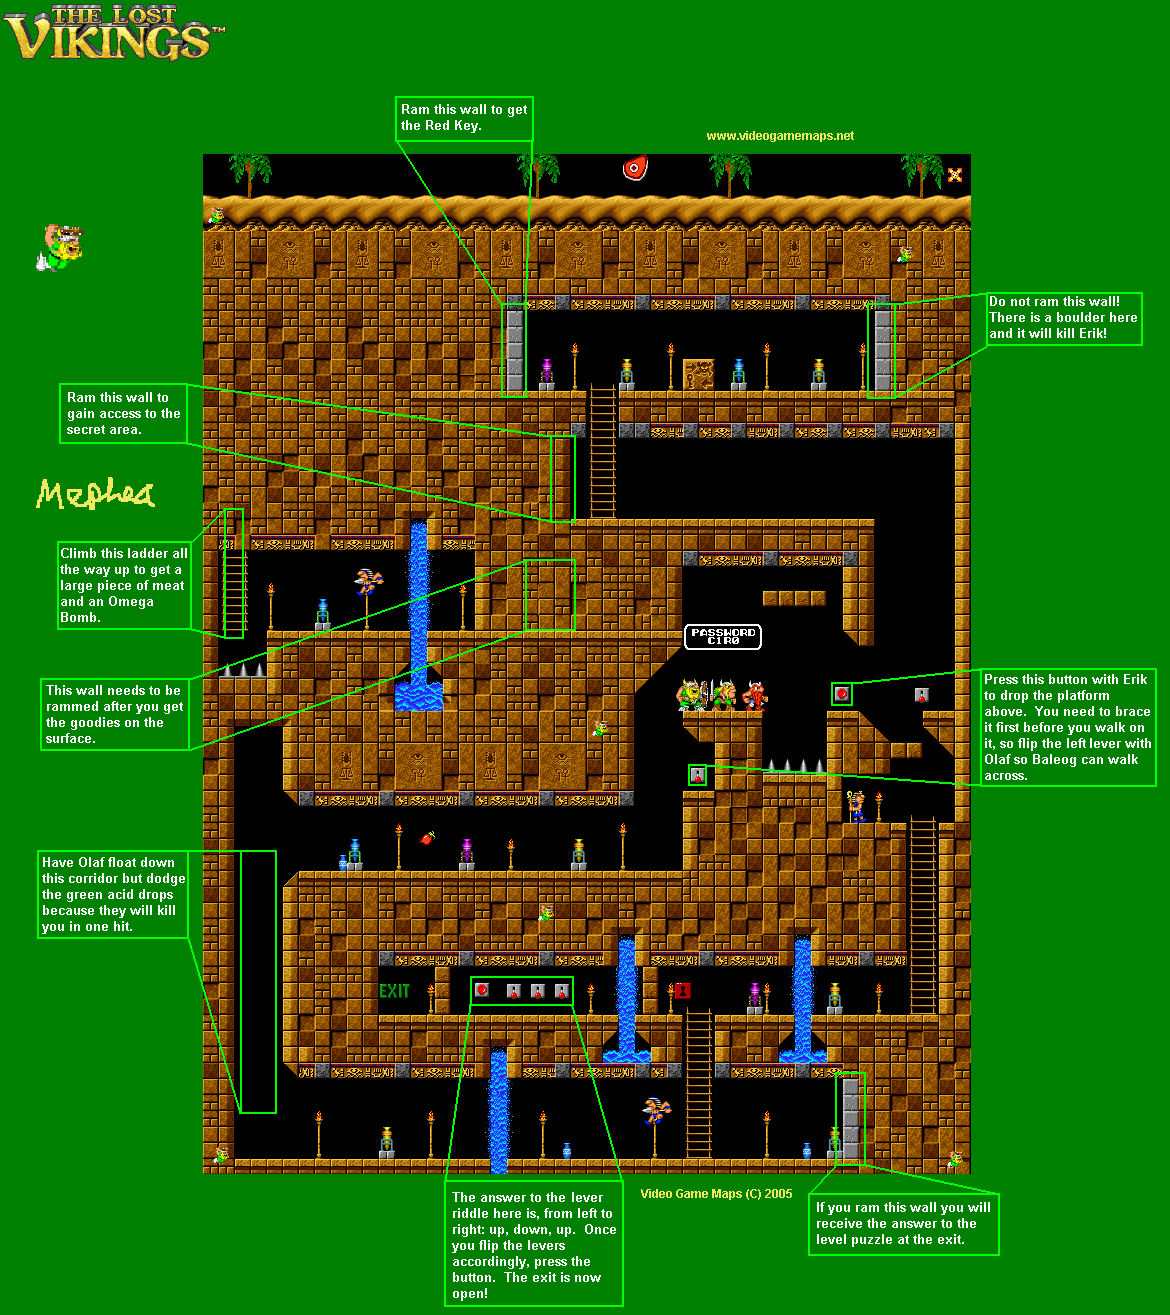 THE LOST
VIKINGS™
Ram this wall to get
the Red Key.
www.videogamemaps.net
Do not ram this wall!
There is a boulder here
and it will kill Erik!
Ram this wall to
gain access to the
secret area.
Climb this ladder all
the way up to get a
large piece of meat
and an Omega
Bomb.
PASSWORD
C1R0
This wall needs to be
rammed after you get
the goodies on the
surface.
Press this button with Erik
to drop the platform
above. You need to brace
it first before you walk on
it, so flip the left lever with
Olaf so Baleog can walk
across.
Have Olaf float down
this corridor but dodge
the green acid drops
because they will kill
you in one hit.
EXIT
The answer to the lever
riddle here is, from left to
right: up, down, up. Once
you flip the levers
accordingly, press the
button. The exit is now
open!
Video Game Maps (C) 2005
If you ram this wall you will
receive the answer to the
level puzzle at the exit.